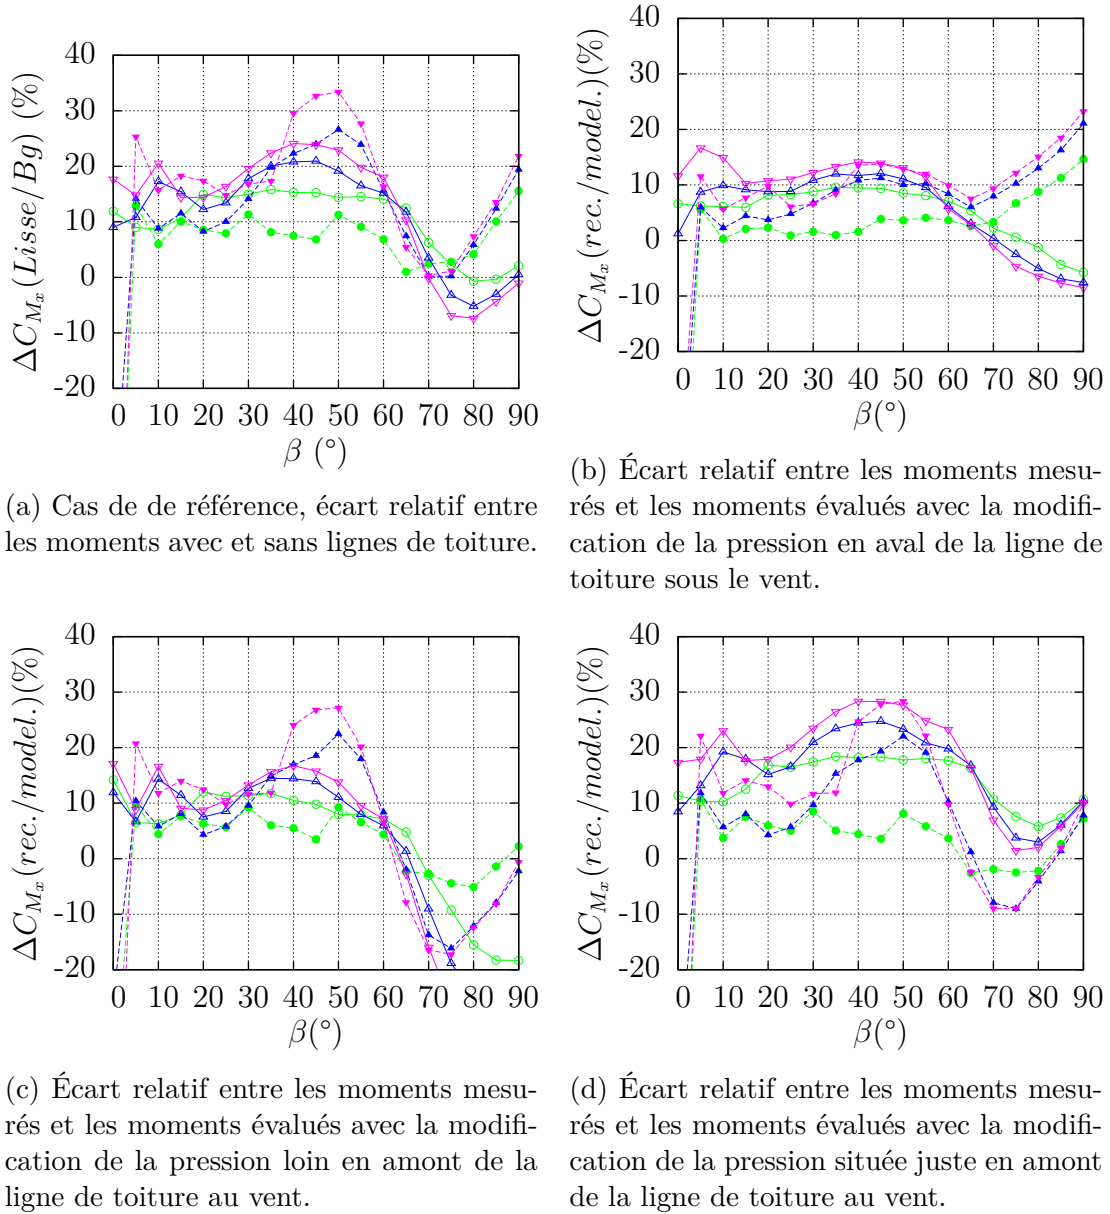 40
30
20
10
0
-10
-20
0 10 20 30 40 50 60 70 80 90
ΔC_{M_x}(Lisse/Bg) (%)
β (°)
(a) Cas de de référence, écart relatif entre
les moments avec et sans lignes de toiture.
40
30
20
10
0
-10
-20
0 10 20 30 40 50 60 70 80 90
ΔC_{M_x}(rec./model.)(%)
β(°)
(b) Écart relatif entre les moments mesu-
rés et les moments évalués avec la modifi-
cation de la pression en aval de la ligne de
toiture sous le vent.
40
30
20
10
0
-10
-20
0 10 20 30 40 50 60 70 80 90
ΔC_{M_x}(rec./model.)(%)
β(°)
(c) Écart relatif entre les moments mesu-
rés et les moments évalués avec la modifi-
cation de la pression loin en amont de la
ligne de toiture au vent.
40
30
20
10
0
-10
-20
0 10 20 30 40 50 60 70 80 90
ΔC_{M_x}(rec./model.)(%)
β(°)
(d) Écart relatif entre les moments mesu-
rés et les moments évalués avec la modifi-
cation de la pression située juste en amont
de la ligne de toiture au vent.